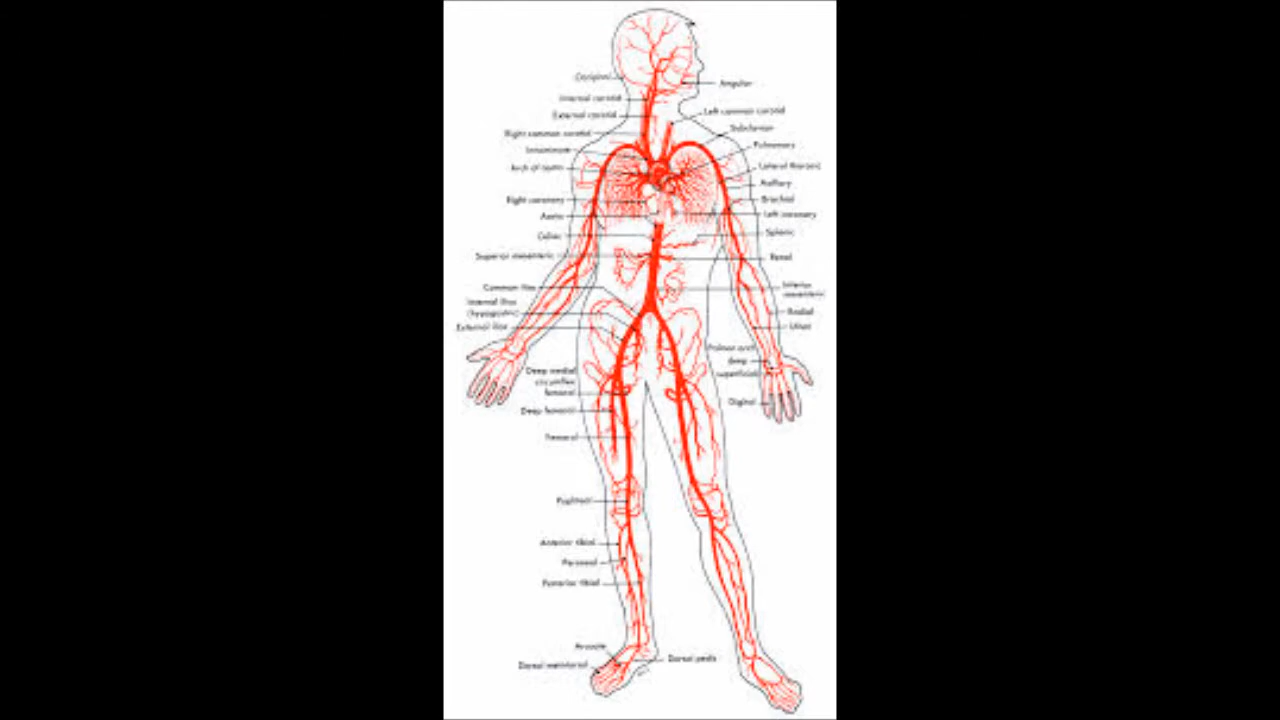 Occipital
Internal carotid
External carotid
Right common carotid
Innominate
Arch of aorta
Right coronary
Aorta
Celiac
Superior mesenteric
Common iliac
Internal iliac
(hypogastric)
External iliac
Deep medial
circumflex
femoral
Deep femoral
Femoral
Popliteal
Anterior tibial
Peroneal
Posterior tibial
Arcuate
Dorsal metatarsal
Angular
Left common carotid
Subclavian
Pulmonary
Lateral thoracic
Axillary
Brachial
Left coronary
Splenic
Renal
Inferior
mesenteric
Radial
Ulnar
Palmar arch
deep
superficial
Digital
Dorsal pedis